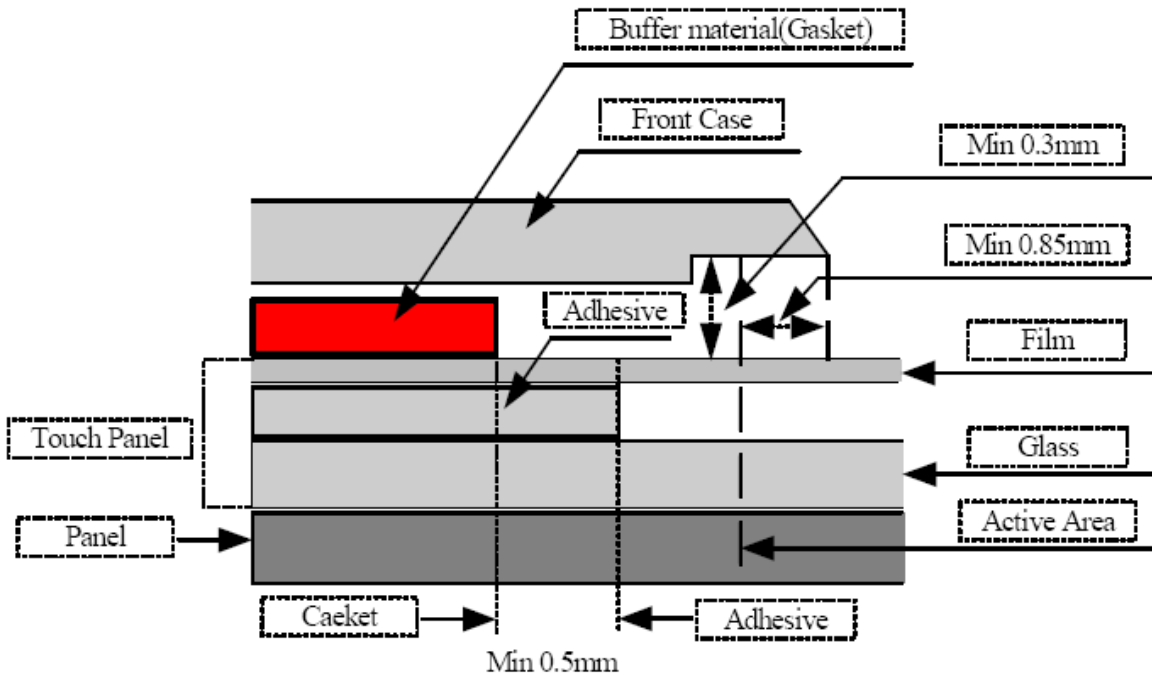 Buffer material(Gasket)
Front Case
Min 0.3mm
Min 0.85mm
Adhesive
Film
Touch Panel
Glass
Panel
Active Area
Caeket
Adhesive
Min 0.5mm